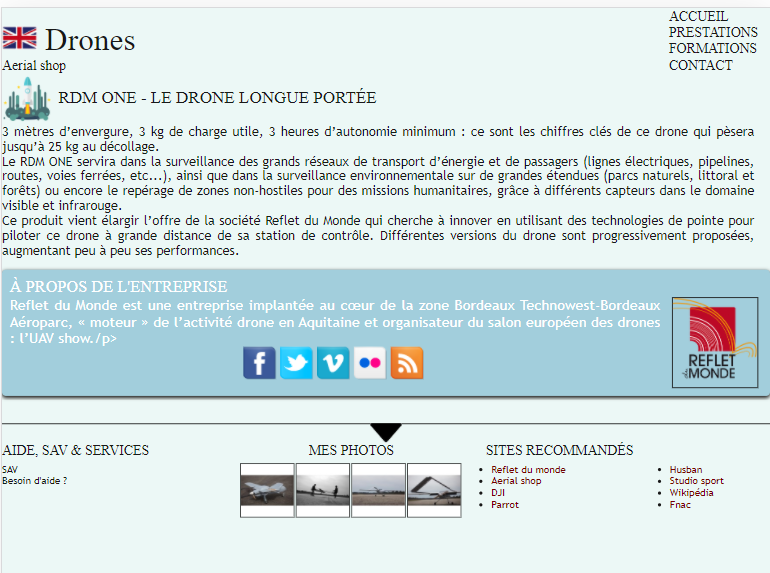 Drones
Aerial shop
ACCUEIL
PRESTATIONS
FORMATIONS
CONTACT
RDM ONE - LE DRONE LONGUE PORTÉE
3 mètres d’envergure, 3 kg de charge utile, 3 heures d’autonomie minimum : ce sont les chiffres clés de ce drone qui pèsera
jusqu’à 25 kg au décollage.
Le RDM ONE servira dans la surveillance des grands réseaux de transport d’énergie et de passagers (lignes électriques, pipelines,
routes, voies ferrées, etc...), ainsi que dans la surveillance environnementale sur de grandes étendues (parcs naturels, littoral et
forêts) ou encore le repérage de zones non-hostiles pour des missions humanitaires, grâce à différents capteurs dans le domaine
visible et infrarouge.
Ce produit vient élargir l’offre de la société Reflet du Monde qui cherche à innover en utilisant des technologies de pointe pour
piloter ce drone à grande distance de sa station de contrôle. Différentes versions du drone sont progressivement proposées,
augmentant peu à peu ses performances.
À PROPOS DE L'ENTREPRISE
Reflet du Monde est une entreprise implantée au cœur de la zone Bordeaux Technowest-Bordeaux
Aéroparc, « moteur » de l’activité drone en Aquitaine et organisateur du salon européen des drones
: l’UAV show./p>
REFLET
du MONDE
AIDE, SAV & SERVICES
SAV
Besoin d'aide ?
MES PHOTOS
SITES RECOMMANDÉS
Reflet du monde
Aerial shop
DJI
Parrot
Husban
Studio sport
Wikipédia
Fnac